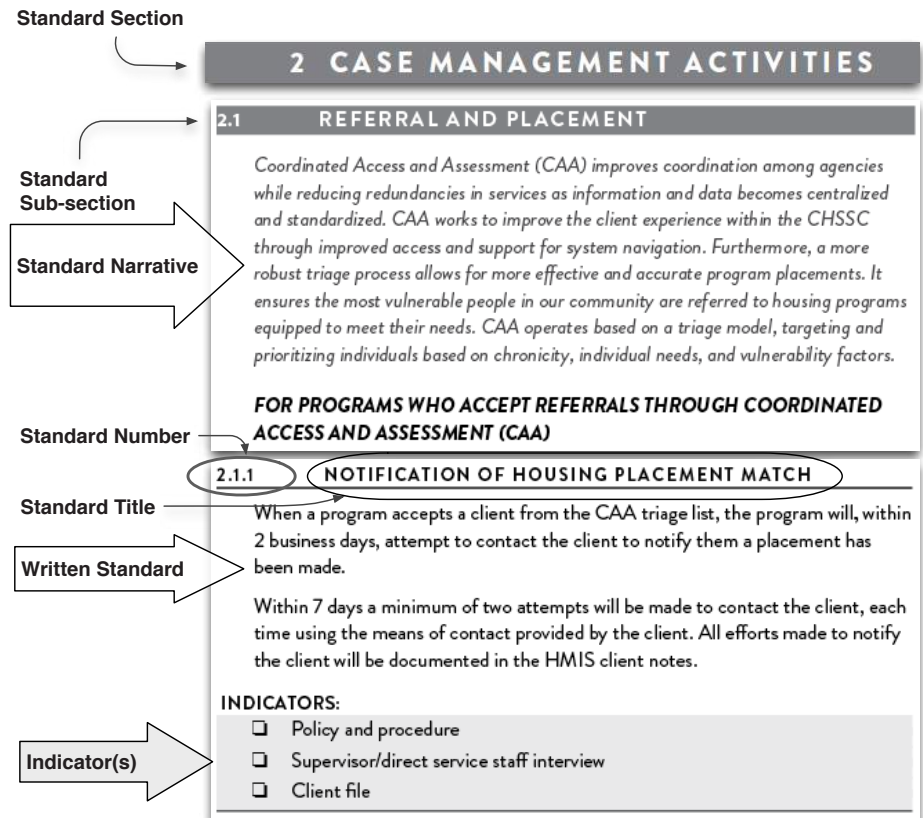 Standard Section
2 CASE MANAGEMENT ACTIVITIES
2.1 REFERRAL AND PLACEMENT
Standard
Sub-section
Coordinated Access and Assessment (CAA) improves coordination among agencies
while reducing redundancies in services as information and data becomes centralized
and standardized. CAA works to improve the client experience within the CHSSC
through improved access and support for system navigation. Furthermore, a more
robust triage process allows for more effective and accurate program placements. It
ensures the most vulnerable people in our community are referred to housing programs
equipped to meet their needs. CAA operates based on a triage model, targeting and
prioritizing individuals based on chronicity, individual needs, and vulnerability factors.
Standard Narrative
FOR PROGRAMS WHO ACCEPT REFERRALS THROUGH COORDINATED
ACCESS AND ASSESSMENT (CAA)
Standard Number
2.1.1 NOTIFICATION OF HOUSING PLACEMENT MATCH
Standard Title
When a program accepts a client from the CAA triage list, the program will, within
2 business days, attempt to contact the client to notify them a placement has
been made.
Written Standard
Within 7 days a minimum of two attempts will be made to contact the client, each
time using the means of contact provided by the client. All efforts made to notify
the client will be documented in the HMIS client notes.
INDICATORS:
❏ Policy and procedure
❏ Supervisor/direct service staff interview
❏ Client file
Indicator(s)